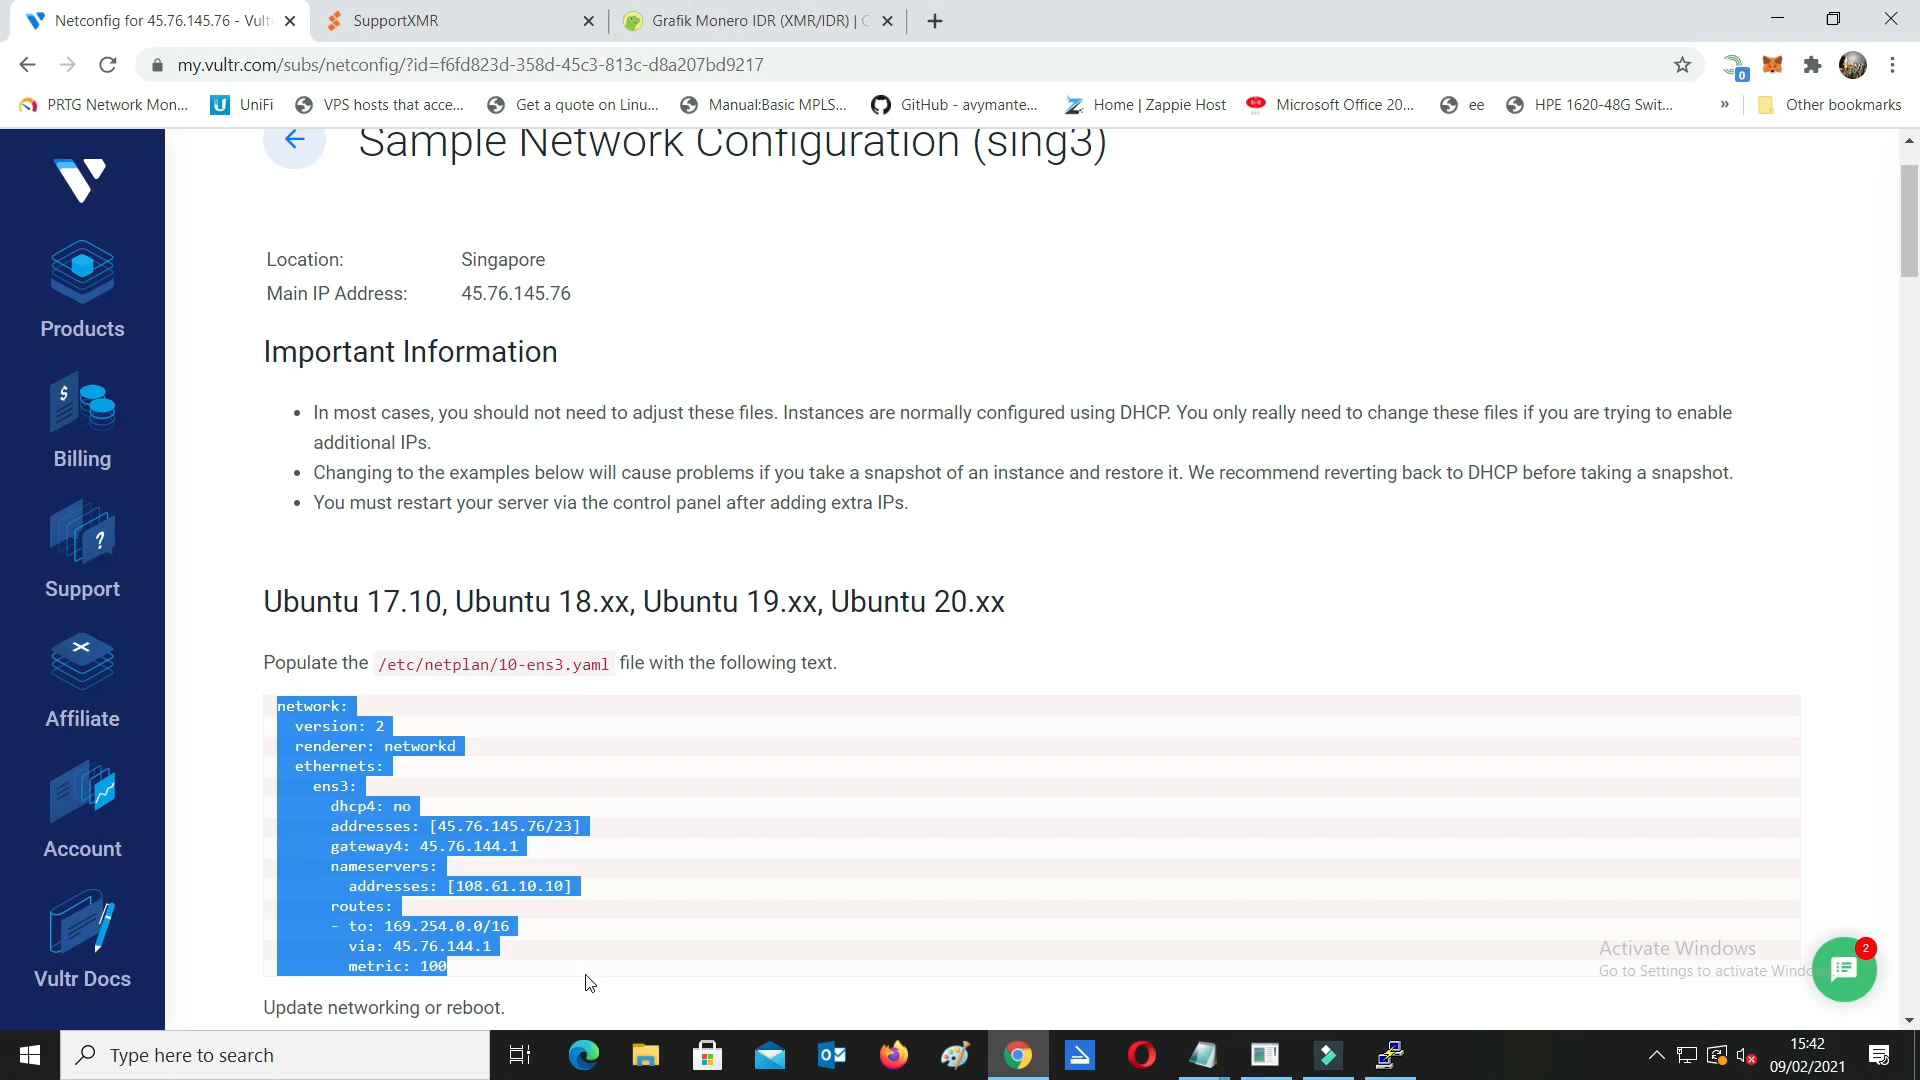 Netconfig for 45.76.145.76 - Vult
SupportXMR
Grafik Monero IDR (XMR/IDR) | C
my.vultr.com/subs/netconfig/?id=f6fd823d-358d-45c3-813c-d8a207bd9217
0
PRTG Network Mon...
UniFi
VPS hosts that acce...
Get a quote on Linu...
Manual:Basic MPLS...
GitHub - avymante...
Home | Zappie Host
Microsoft Office 20...
ee
HPE 1620-48G Swit...
»
Other bookmarks
Sample Network Configuration (sing3)
Products
Billing
Support
Affiliate
Account
Vultr Docs
Location: Singapore
Main IP Address: 45.76.145.76
Important Information
• In most cases, you should not need to adjust these files. Instances are normally configured using DHCP. You only really need to change these files if you are trying to enable
additional IPs.
• Changing to the examples below will cause problems if you take a snapshot of an instance and restore it. We recommend reverting back to DHCP before taking a snapshot.
• You must restart your server via the control panel after adding extra IPs.
Ubuntu 17.10, Ubuntu 18.xx, Ubuntu 19.xx, Ubuntu 20.xx
Populate the /etc/netplan/10-ens3.yaml file with the following text.
network:
version: 2
renderer: networkd
ethernets:
ens3:
dhcp4: no
addresses: [45.76.145.76/23]
gateway4: 45.76.144.1
nameservers:
addresses: [108.61.10.10]
routes:
- to: 169.254.0.0/16
via: 45.76.144.1
metric: 100
Update networking or reboot.
Activate Windows
Go to Settings to activate Windo
2
Type here to search
15:42
09/02/2021